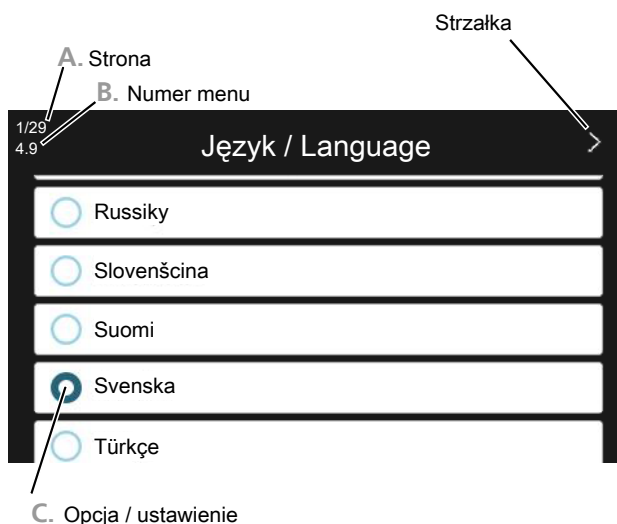 Strzałka
A. Strona
B. Numer menu
1/29
4.9
Język / Language
Russiky
Slovenšcina
Suomi
Svenska
Türkçe
C. Opcja / ustawienie